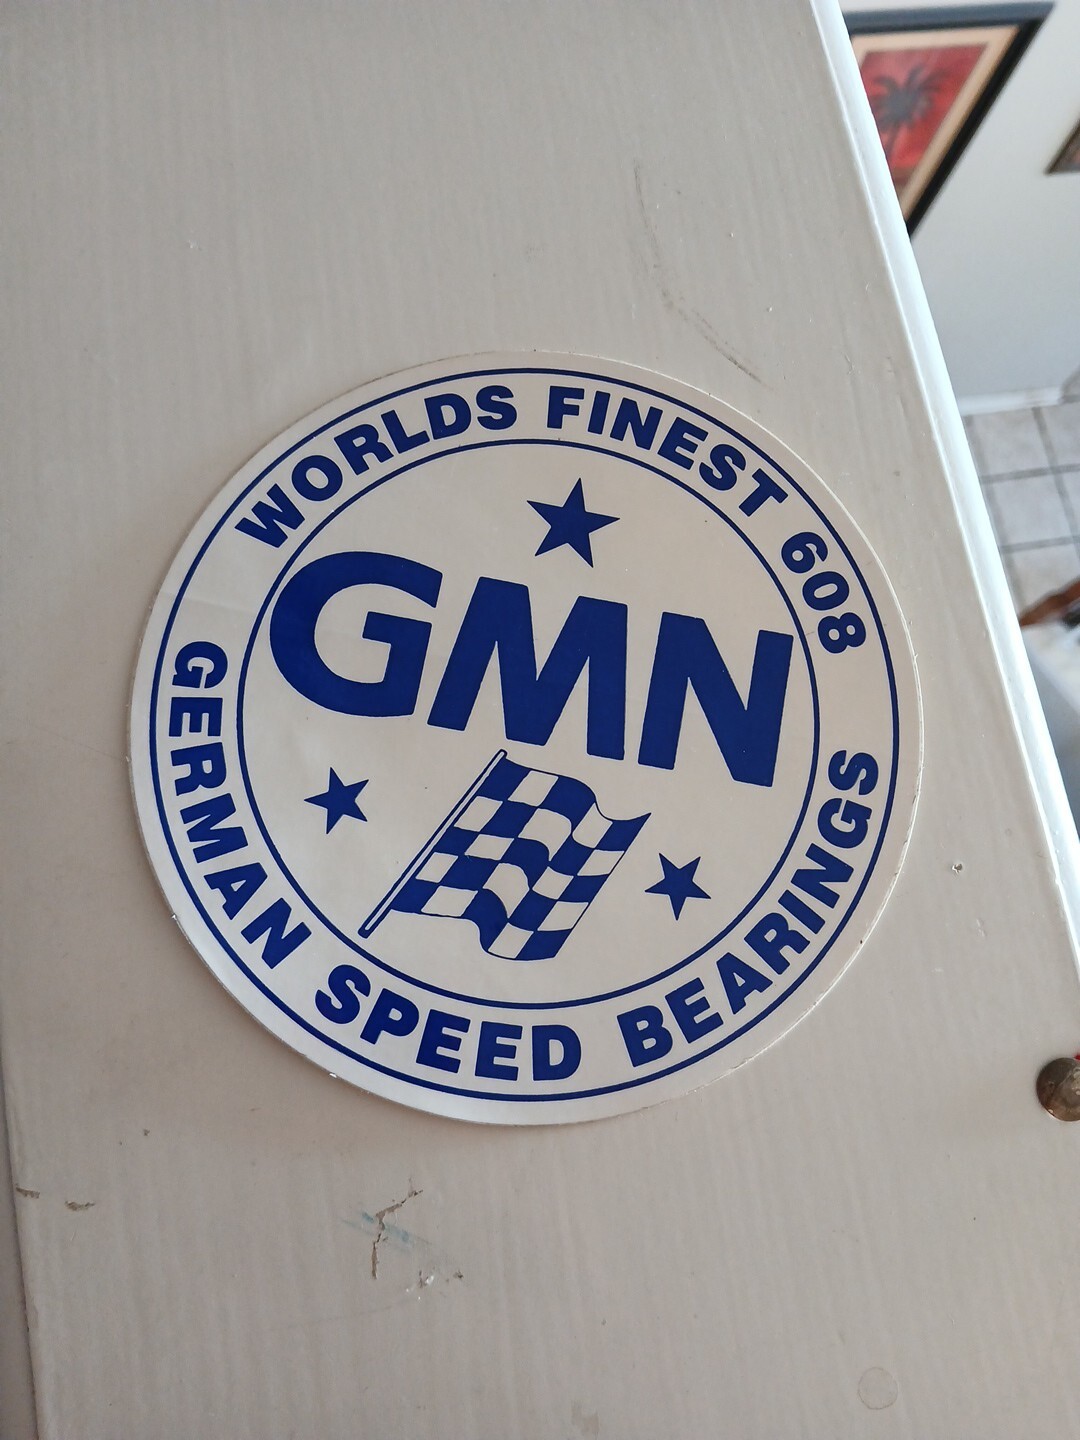 WORLDS FINEST 608
GMN
GERMAN SPEED BEARINGS